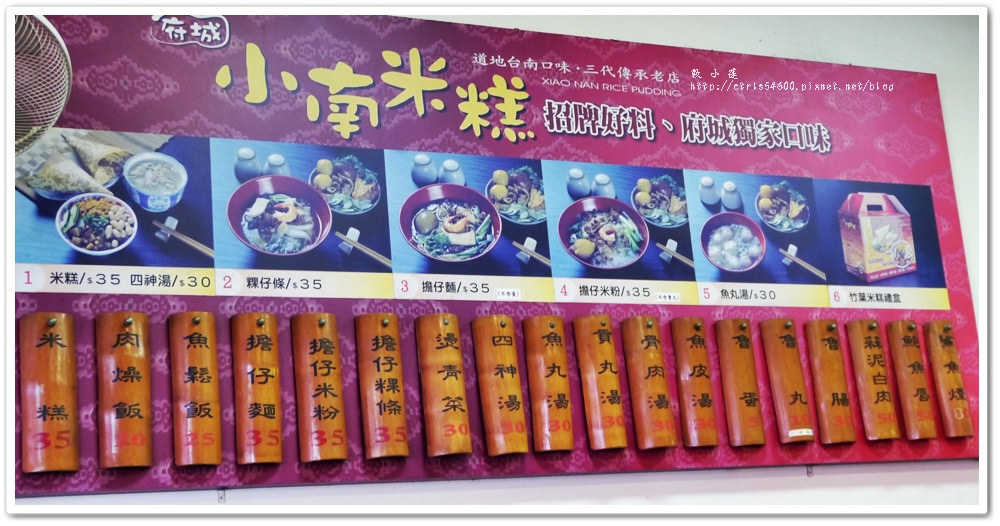 府城
小南米糕
道地台南口味・三代傳承老店
XIAO NAN RICE PUDDING
招牌好料、府城獨家口味
http://ctrls54600.pixnet.net/blog
1 米糕/$35 四神湯/$30
2 粿仔條/$35
3 擔仔麵/$35
4 擔仔米粉/$35
5 魚丸湯/$30
6 竹葉米糕禮盒
米糕 35
肉燥飯 20
魚鬆飯 25
擔仔麵 35
擔仔米粉 35
擔仔粿條 35
燙青菜
四神湯 30
魚丸湯 30
貢丸湯 30
骨肉湯
魚皮湯
魯蛋
魯丸
魯腸
蒜泥白肉